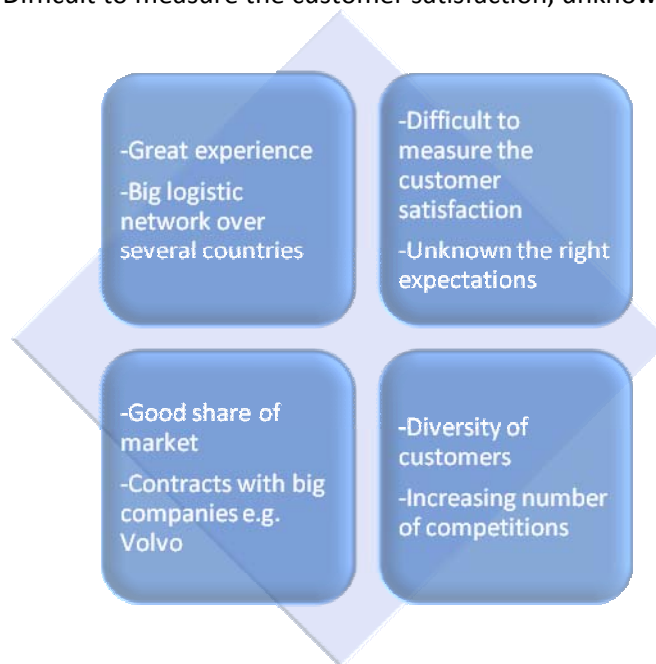 Difficult to measure the customer satisfaction, unknow
-Great experience
-Big logistic
network over
several countries
-Difficult to
measure the
customer
satisfaction
-Unknown the right
expectations
-Good share of
market
-Contracts with big
companies e.g.
Volvo
-Diversity of
customers
-Increasing number
of competitions